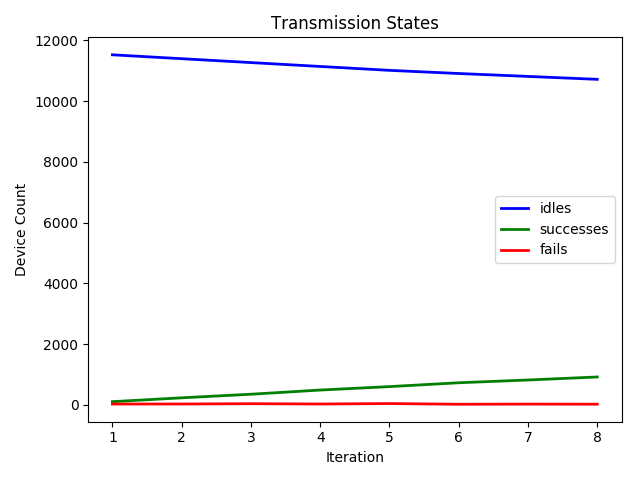 Transmission States
12000
10000
8000
6000
4000
2000
0
Device Count
idles
successes
fails
1 2 3 4 5 6 7 8
Iteration